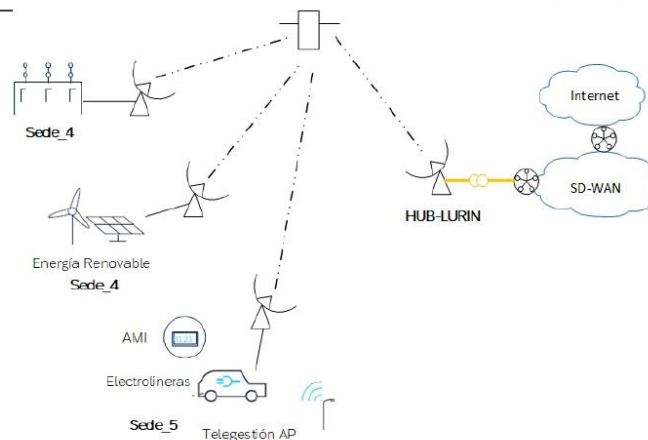 Internet
Sede_4
SD-WAN
HUB-LURIN
Energía Renovable
Sede_4
AMI
Electrolineras
Sede_5
Telegestión AP